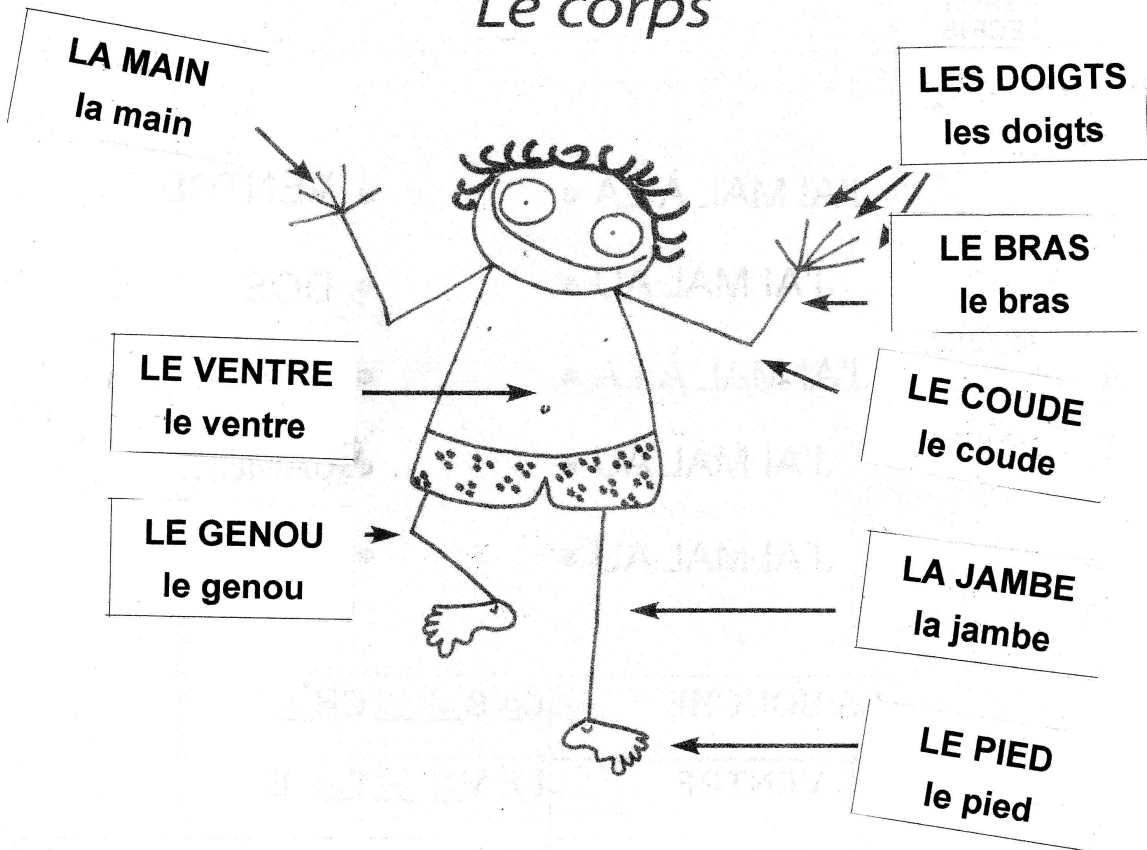 Le corps
LA MAIN
la main
LES DOIGTS
les doigts
LE BRAS
le bras
LE VENTRE
le ventre
LE COUDE
le coude
LE GENOU
le genou
LA JAMBE
la jambe
LE PIED
le pied